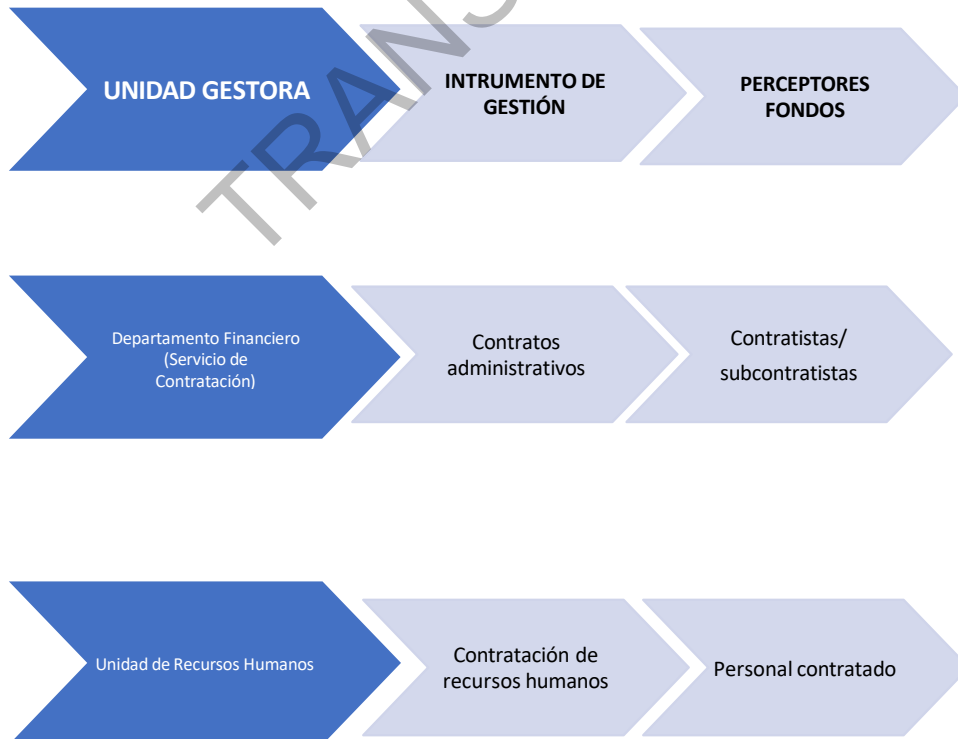 UNIDAD GESTORA
INTRUMENTO DE
GESTIÓN
PERCEPTORES
FONDOS
TRANS
Departamento Financiero
(Servicio de
Contratación)
Contratos
administrativos
Contratistas/
subcontratistas
Unidad de Recursos Humanos
Contratación de
recursos humanos
Personal contratado